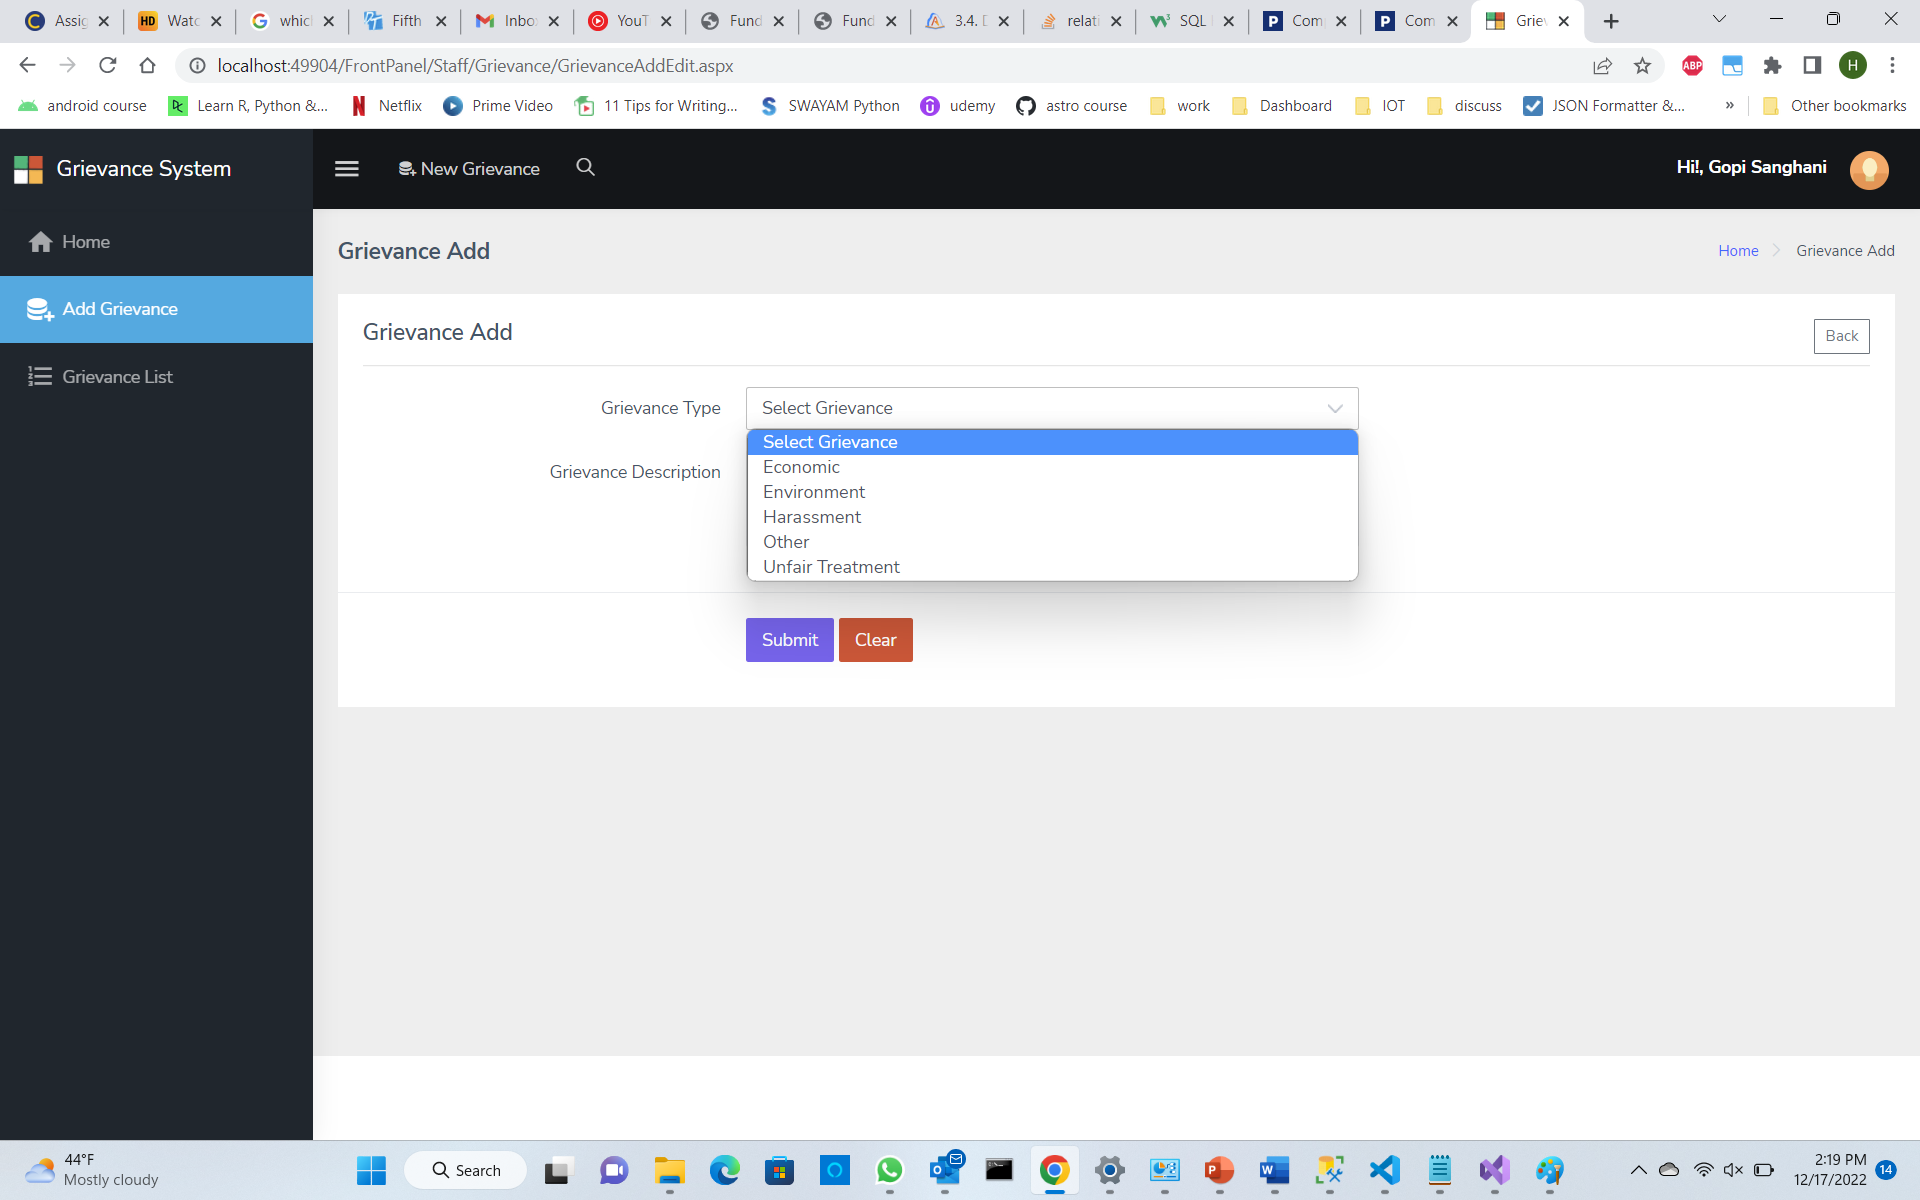 Assig
Watc
which
Fifth
Inbo
YouT
Fund
Fund
3.4. D
relati
SQL
Com
Com
Griev
localhost:49904/FrontPanel/Staff/Grievance/GrievanceAddEdit.aspx
ABP
H
android course
Learn R, Python &...
Netflix
Prime Video
11 Tips for Writing...
SWAYAM Python
udemy
astro course
work
Dashboard
IOT
discuss
JSON Formatter &...
»
Other bookmarks
Grievance System
New Grievance
Hi!, Gopi Sanghani
Home
Add Grievance
Grievance List
Grievance Add
Home
Grievance Add
Grievance Add
Back
Grievance Type
Select Grievance
Select Grievance
Grievance Description
Economic
Environment
Harassment
Other
Unfair Treatment
Submit
Clear
44°F
Mostly cloudy
Search
2:19 PM
12/17/2022
14